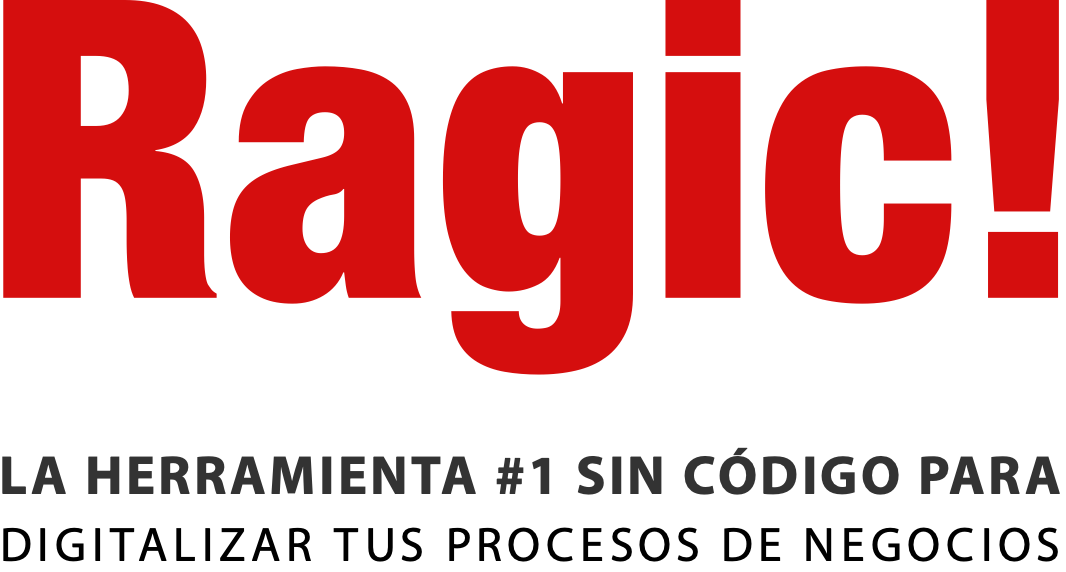 Ragic!
LA HERRAMIENTA #1 SIN CÓDIGO PARA
DIGITALIZAR TUS PROCESOS DE NEGOCIOS